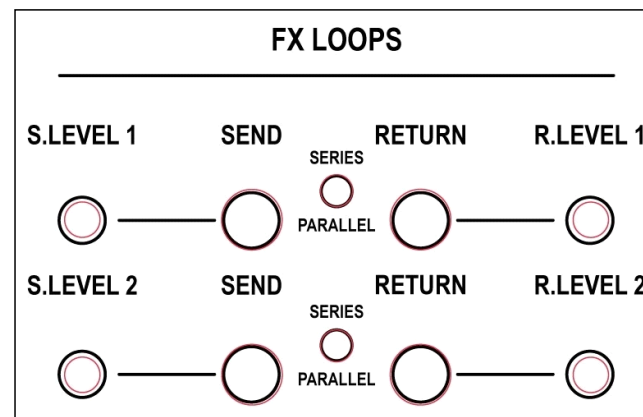 FX LOOPS
S.LEVEL 1 SEND RETURN R.LEVEL 1
SERIES
PARALLEL
S.LEVEL 2 SEND RETURN R.LEVEL 2
SERIES
PARALLEL